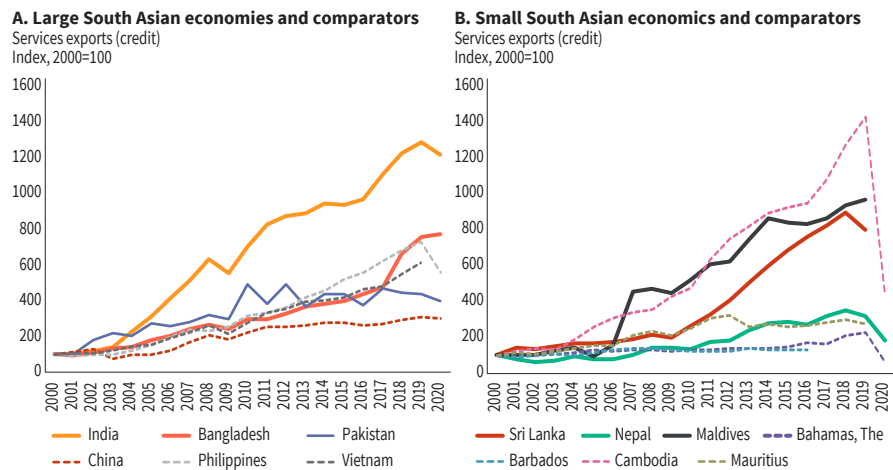 A. Large South Asian economies and comparators
Services exports (credit)
Index, 2000=100
1600
1400
1200
1000
800
600
400
200
0
2000 2001 2002 2003 2004 2005 2006 2007 2008 2009 2010 2011 2012 2013 2014 2015 2016 2017 2018 2019 2020
India Bangladesh Pakistan
China Philippines Vietnam
B. Small South Asian economics and comparators
Services exports (credit)
Index, 2000=100
1600
1400
1200
1000
800
600
400
200
0
2000 2001 2002 2003 2004 2005 2006 2007 2008 2009 2010 2011 2012 2013 2014 2015 2016 2017 2018 2019 2020
Sri Lanka Nepal Maldives Bahamas, The
Barbados Cambodia Mauritius